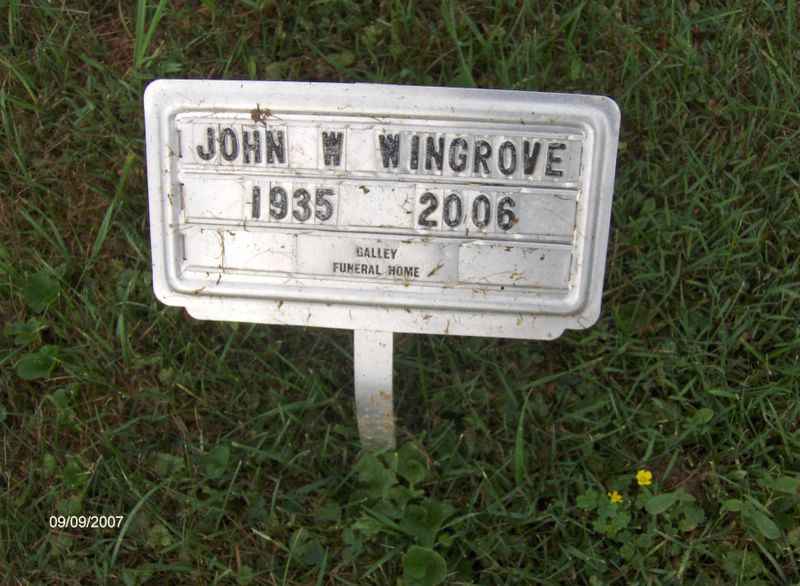 JOHN W WINGROVE
1935 2006
GALLEY
FUNERAL HOME
09/09/2007